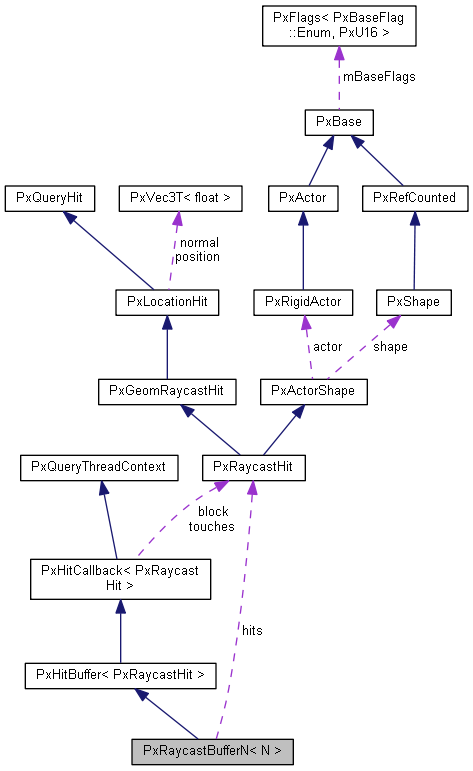 PxFlags< PxBaseFlag
::Enum, PxU16 >
mBaseFlags
PxBase
PxQueryHit
PxVec3T< float >
PxActor
PxRefCounted
normal
position
PxLocationHit
PxRigidActor
PxShape
actor
shape
PxGeomRaycastHit
PxActorShape
PxQueryThreadContext
PxRaycastHit
block
touches
PxHitCallback< PxRaycast
Hit >
hits
PxHitBuffer< PxRaycastHit >
PxRaycastBufferN< N >